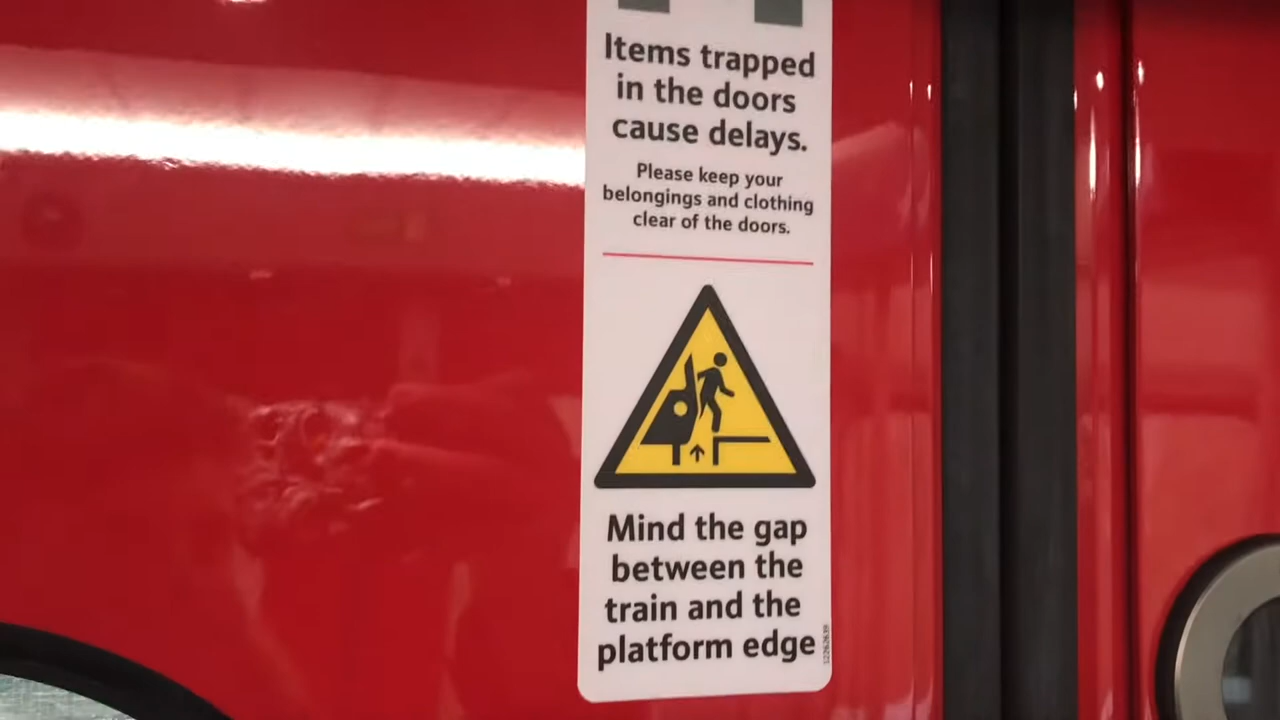 Items trapped
in the doors
cause delays.
Please keep your
belongings and clothing
clear of the doors.
Mind the gap
between the
train and the
platform edge